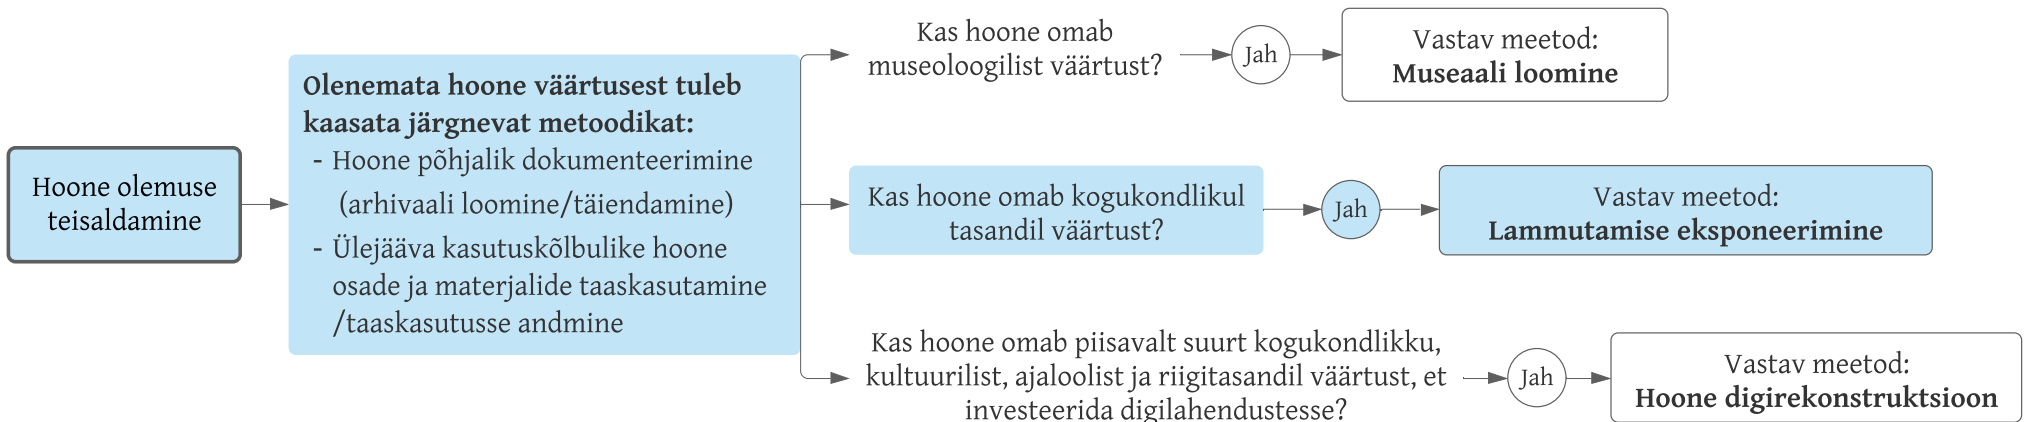 Hoone olemuse
teisaldamine
Olenemata hoone väärtusest tuleb
kaasata järgnevat metoodikat:
- Hoone põhjalik dokumenteerimine
(arhivaali loomine/täiendamine)
- Ülejääva kasutuskõlbulike hoone
osade ja materjalide taaskasutamine
/taaskasutusse andmine
Kas hoone omab
museoloogilist väärtust?
Jah
Vastav meetod:
Museaali loomine
Kas hoone omab kogukondlikul
tasandil väärtust?
Jah
Vastav meetod:
Lammutamise eksponeerimine
Kas hoone omab piisavalt suurt kogukondlikku,
kultuurilist, ajaloolist ja riigitasandil väärtust, et
investeerida digilahendustesse?
Jah
Vastav meetod:
Hoone digirekonstruktsioon